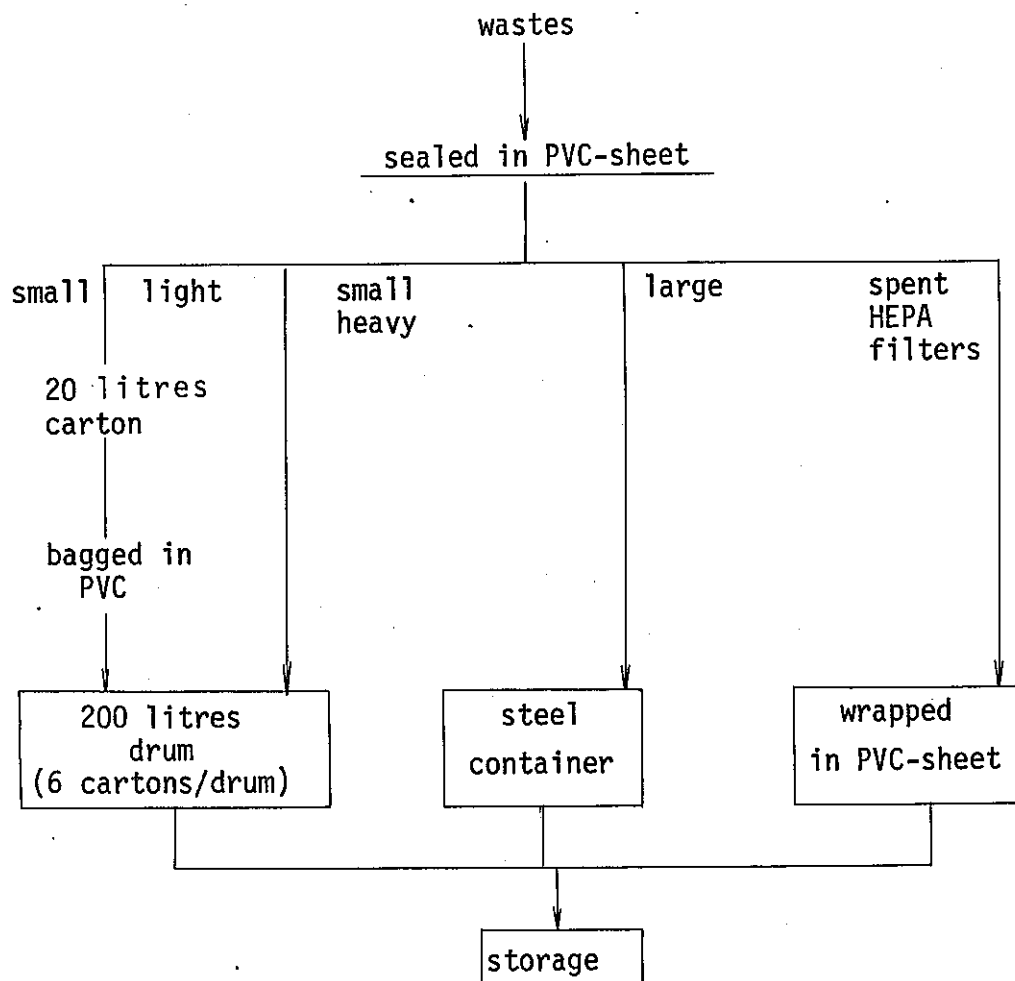 wastes
sealed in PVC-sheet
small light
small
heavy
large
spent
HEPA
filters
20 litres
carton
bagged in
PVC
200 litres
drum
(6 cartons/drum)
steel
container
wrapped
in PVC-sheet
storage